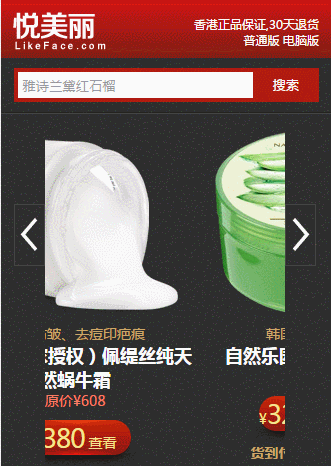 悦美丽
LikeFace.com
香港正品保证,30天退货
普通版 电脑版
雅诗兰黛红石榴
搜索
皱、去痘印疤痕
授权）佩缇丝纯天
然蜗牛霜
原价¥608
380 查看
自然乐
韩
¥32
货到